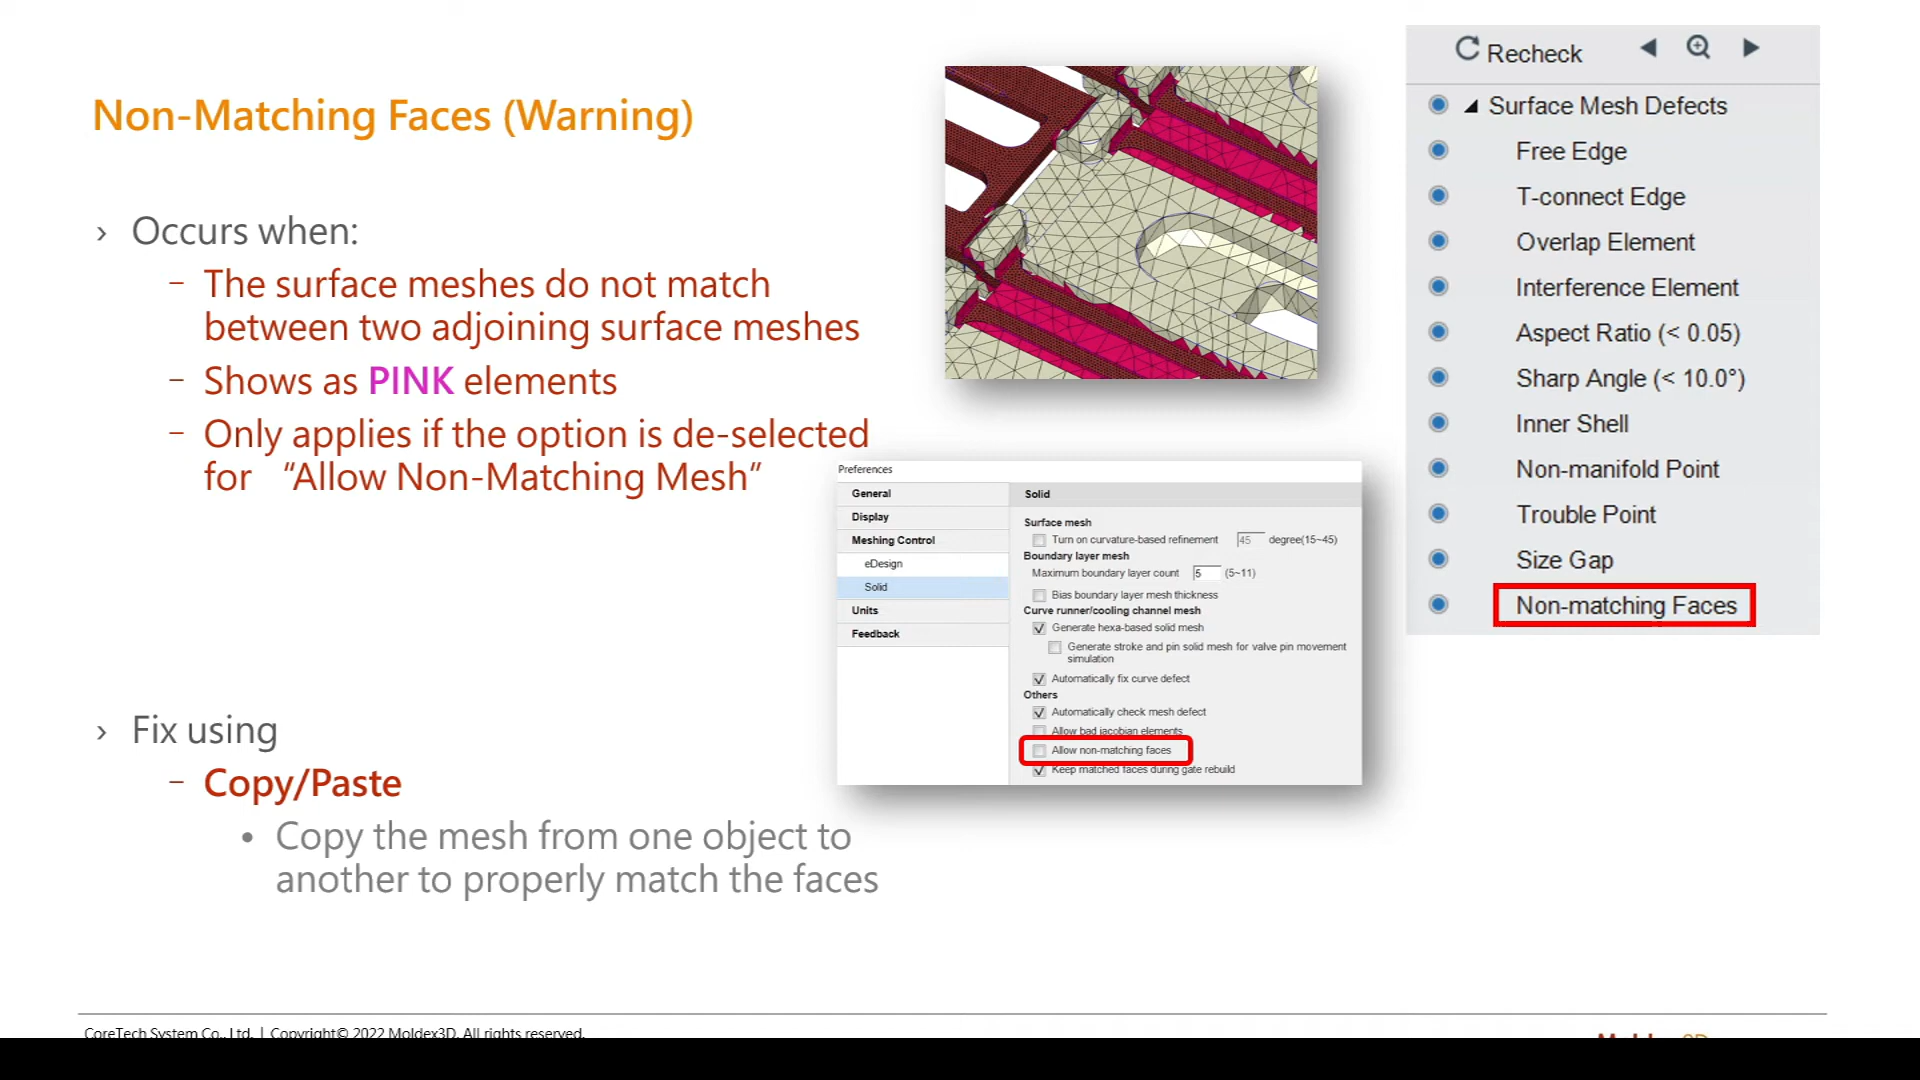 Non-Matching Faces (Warning)
› Occurs when:
– The surface meshes do not match
between two adjoining surface meshes
– Shows as PINK elements
– Only applies if the option is de-selected
for “Allow Non-Matching Mesh”
› Fix using
– Copy/Paste
• Copy the mesh from one object to
another to properly match the faces
Preferences
General
Display
Meshing Control
eDesign
Solid
Units
Feedback
Solid
Surface mesh
Turn on curvature-based refinement 45 degree(15~45)
Boundary layer mesh
Maximum boundary layer count 5 (5~11)
Bias boundary layer mesh thickness
Curve runner/cooling channel mesh
Generate hexa-based solid mesh
Generate stroke and pin solid mesh for valve pin movement
simulation
Automatically fix curve defect
Others
Automatically check mesh defect
Allow bad jacobian elements
Allow non-matching faces
Keep matched faces during gate rebuild
Recheck
Surface Mesh Defects
Free Edge
T-connect Edge
Overlap Element
Interference Element
Aspect Ratio (< 0.05)
Sharp Angle (< 10.0°)
Inner Shell
Non-manifold Point
Trouble Point
Size Gap
Non-matching Faces
CoreTech System Co., Ltd. | Copyright© 2022 Moldex3D. All rights reserved.